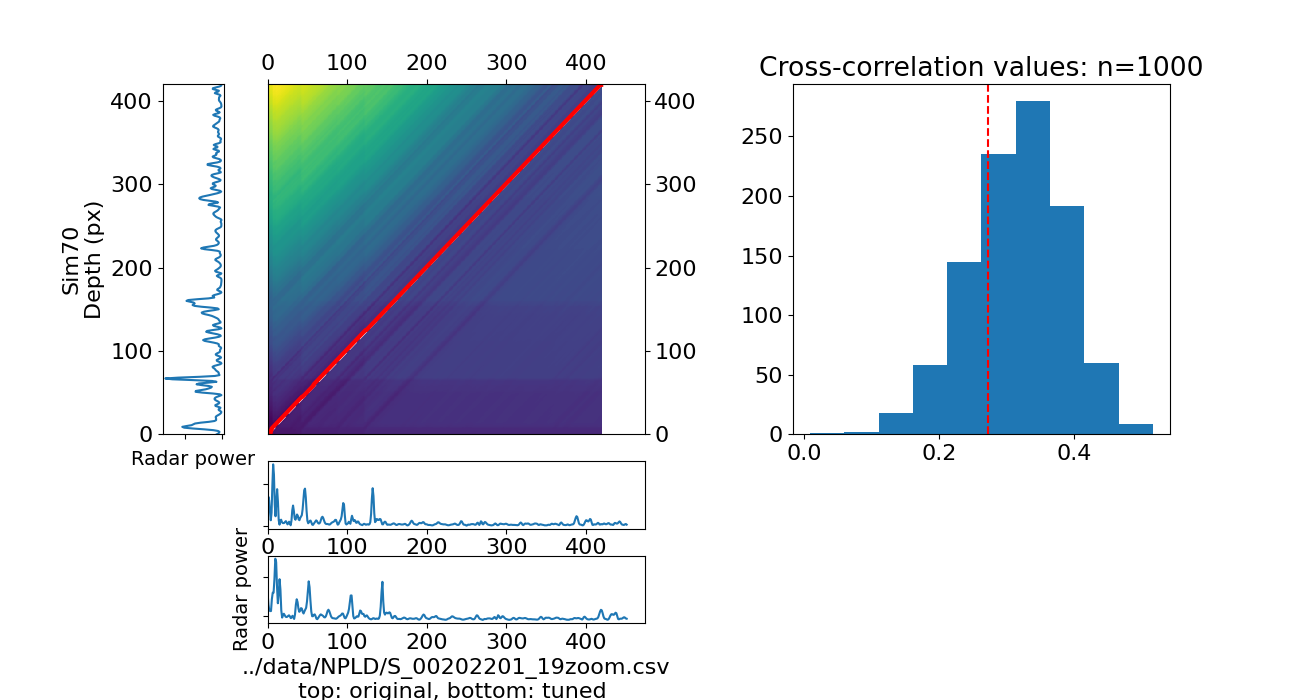 0 100 200 300 400
Cross-correlation values: n=1000
400
300
200
100
0
Sim70
Depth (px)
Radar power
400
300
200
100
0
250
200
150
100
50
0
0.0 0.2 0.4
0 100 200 300 400
Radar power
0 100 200 300 400
../data/NPLD/S_00202201_19zoom.csv
top: original, bottom: tuned